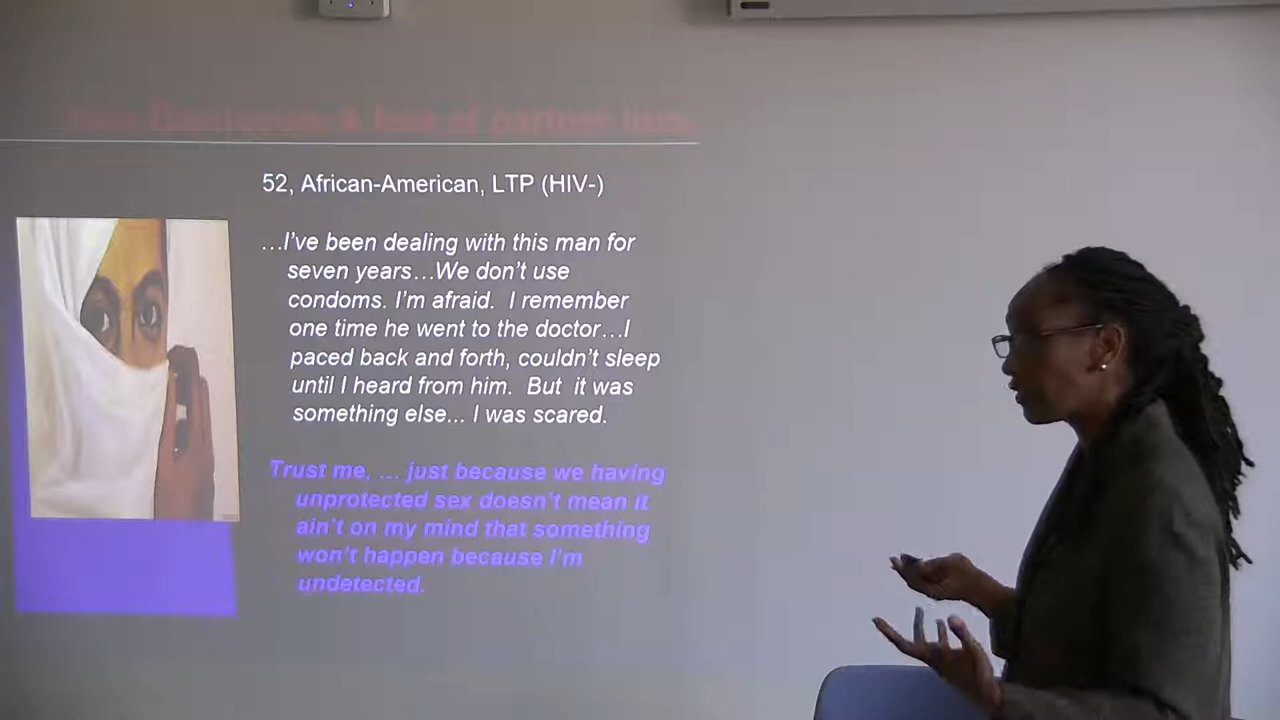 & fear of partner
52, African-American, LTP (HIV-)
…I’ve been dealing with this man for
seven years…We don’t use
condoms. I’m afraid.  I remember
one time he went to the doctor…I
paced back and forth, couldn’t sleep
until I heard from him.  But  it was
something else... I was scared.
Trust me, … just because we having
unprotected sex doesn’t mean it
ain’t on my mind that something
won’t happen because I’m
undetected.